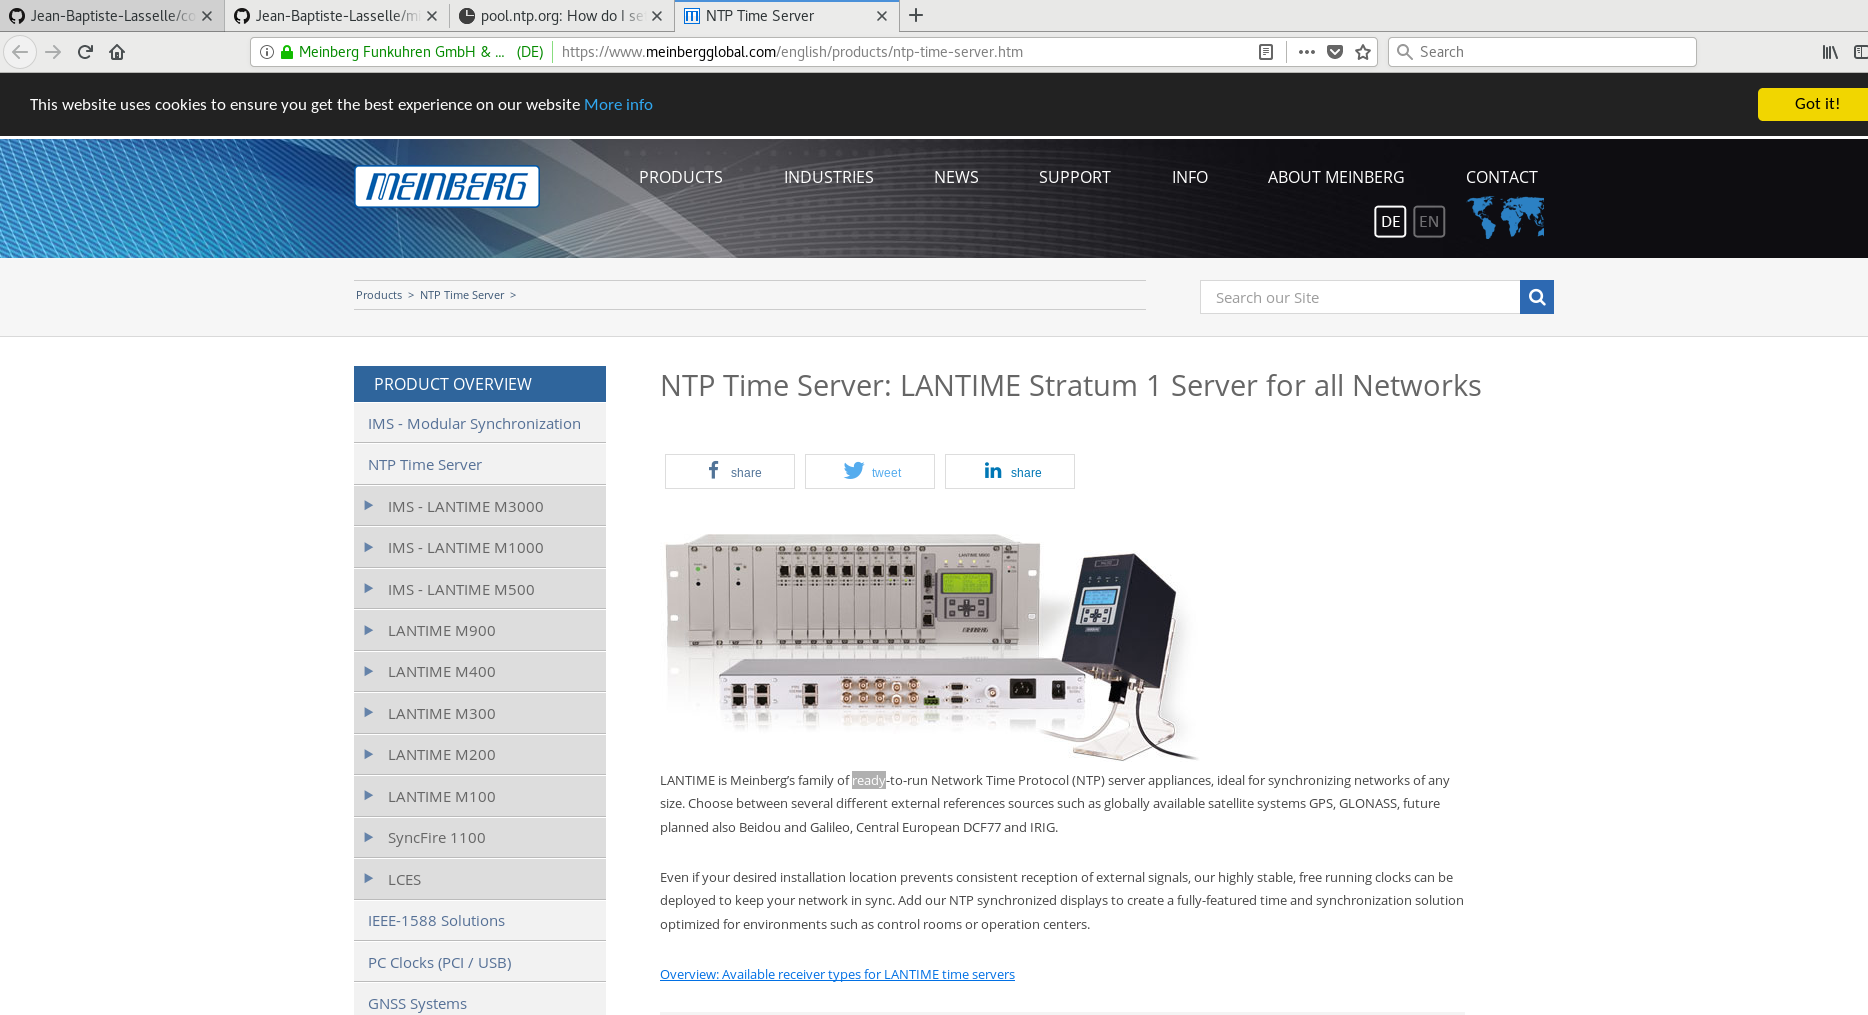 Jean-Baptiste-Lasselle/co
Jean-Baptiste-Lasselle/m
pool.ntp.org: How do I se
NTP Time Server
Meinberg Funkuhren GmbH & ... (DE)
https://www.meinbergglobal.com/english/products/ntp-time-server.htm
Search
This website uses cookies to ensure you get the best experience on our website More info
Got it!
MEINBERG
PRODUCTS
INDUSTRIES
NEWS
SUPPORT
INFO
ABOUT MEINBERG
CONTACT
DE
EN
Products > NTP Time Server >
Search our Site
PRODUCT OVERVIEW
IMS - Modular Synchronization
NTP Time Server
IMS - LANTIME M3000
IMS - LANTIME M1000
IMS - LANTIME M500
LANTIME M900
LANTIME M400
LANTIME M300
LANTIME M200
LANTIME M100
SyncFire 1100
LCES
IEEE-1588 Solutions
PC Clocks (PCI / USB)
GNSS Systems
NTP Time Server: LANTIME Stratum 1 Server for all Networks
share
tweet
share
LANTIME M900
MEINBERG
LANTIME is Meinberg’s family of ready-to-run Network Time Protocol (NTP) server appliances, ideal for synchronizing networks of any
size. Choose between several different external references sources such as globally available satellite systems GPS, GLONASS, future
planned also Beidou and Galileo, Central European DCF77 and IRIG.
Even if your desired installation location prevents consistent reception of external signals, our highly stable, free running clocks can be
deployed to keep your network in sync. Add our NTP synchronized displays to create a fully-featured time and synchronization solution
optimized for environments such as control rooms or operation centers.
Overview: Available receiver types for LANTIME time servers